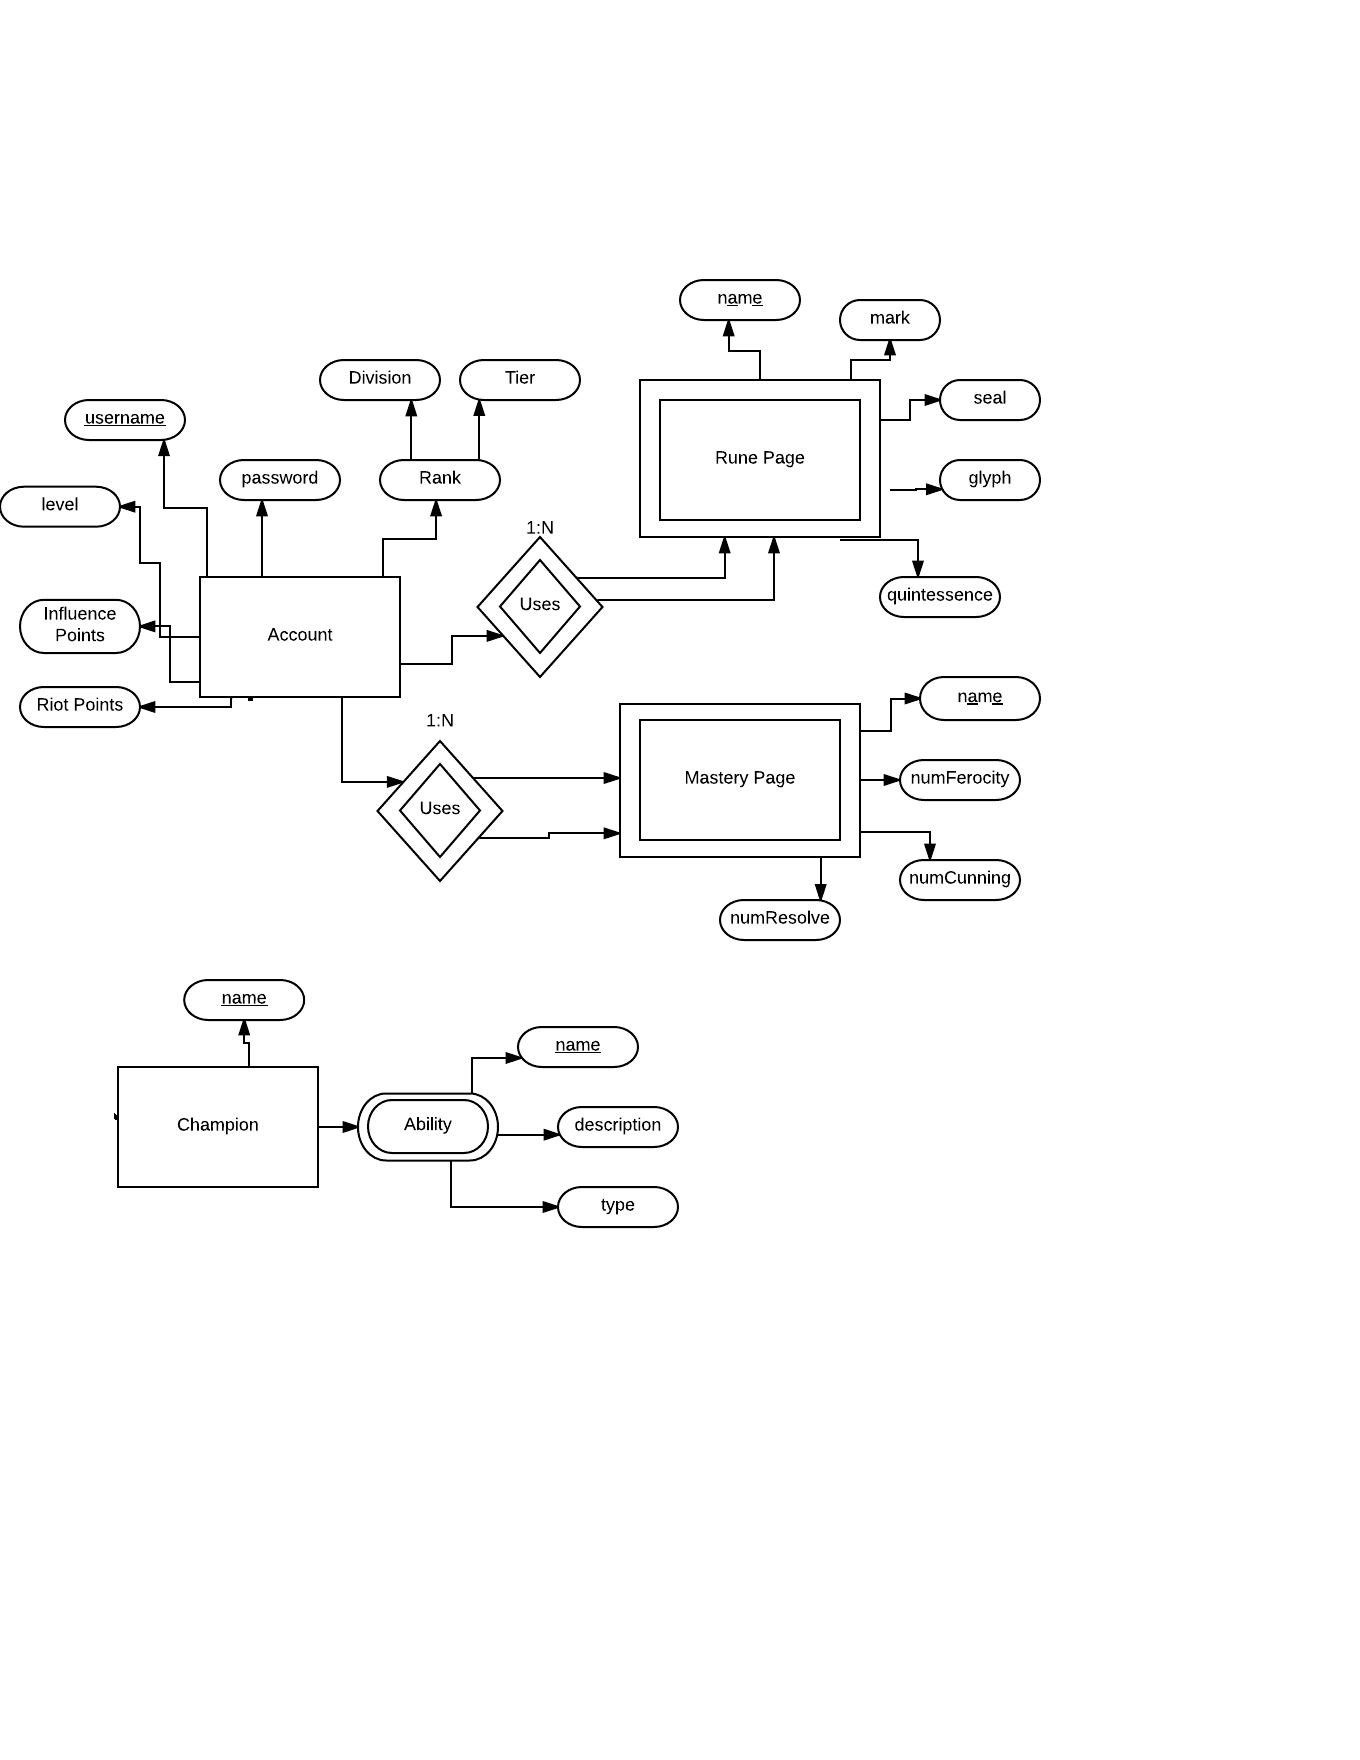 name
mark
Division
Tier
seal
username
Rune Page
password
Rank
glyph
level
1:N
quintessence
Uses
Influence
Points
Account
Riot Points
name
1:N
Mastery Page
numFerocity
Uses
numCunning
numResolve
name
name
Champion
Ability
description
type